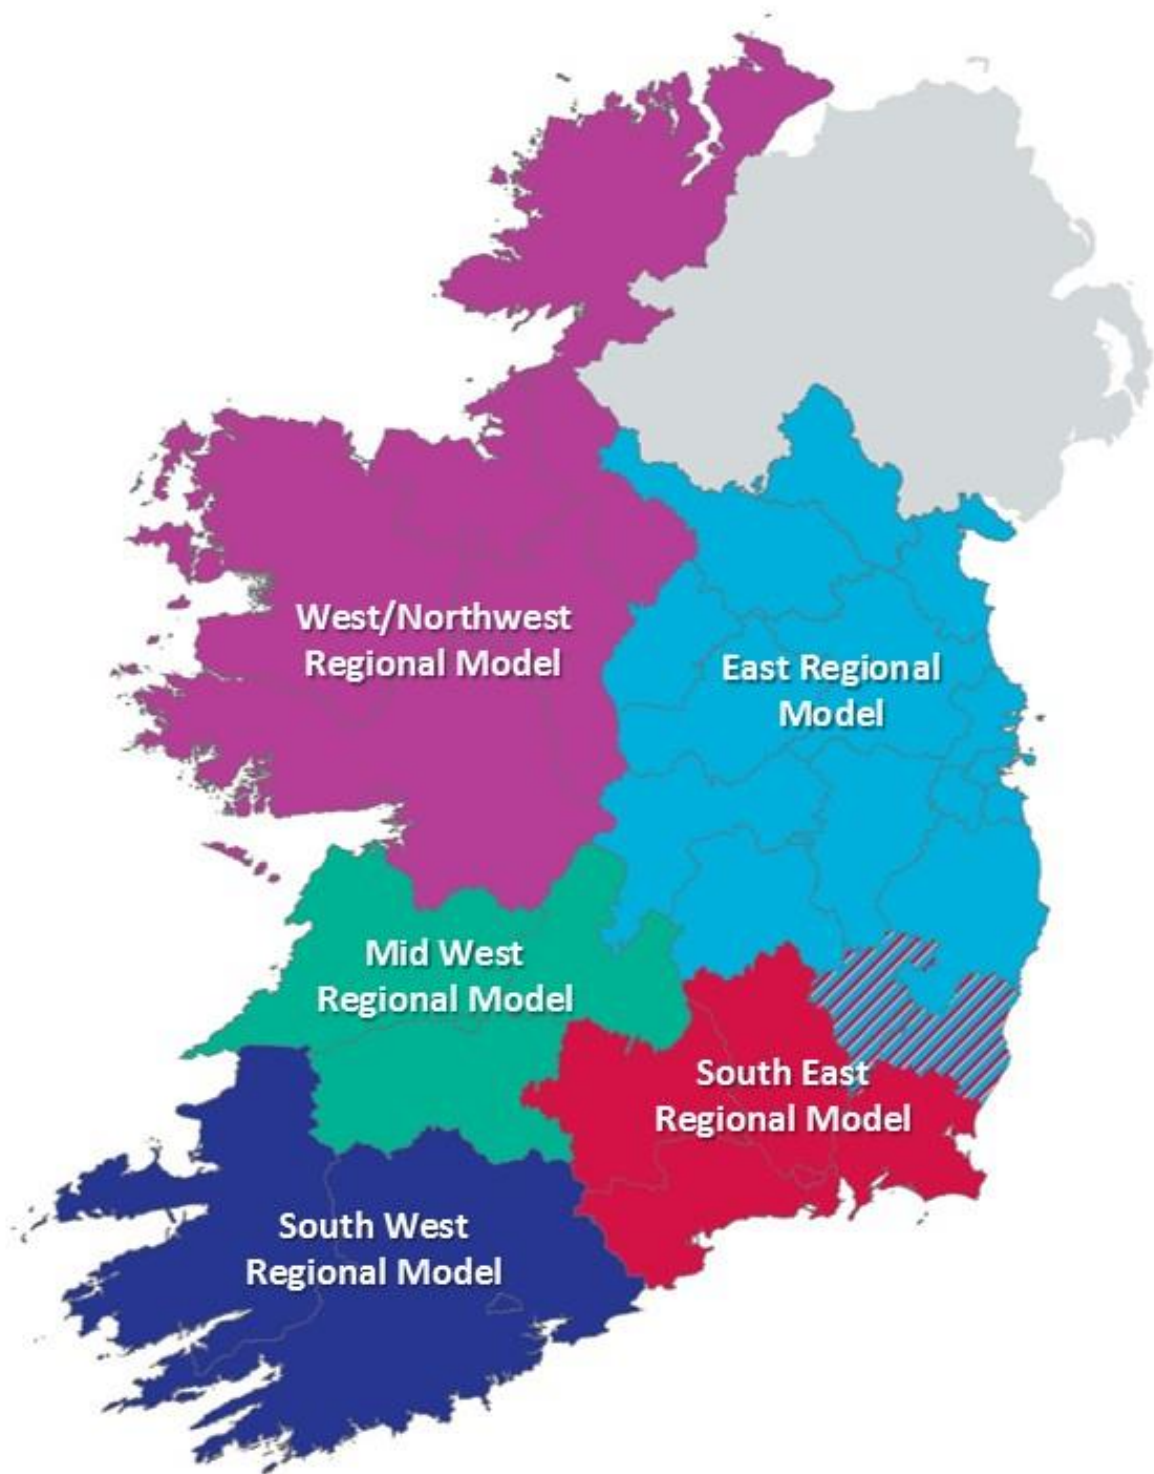 West/Northwest
Regional Model
East Regional
Model
Mid West
Regional Model
South East
Regional Model
South West
Regional Model